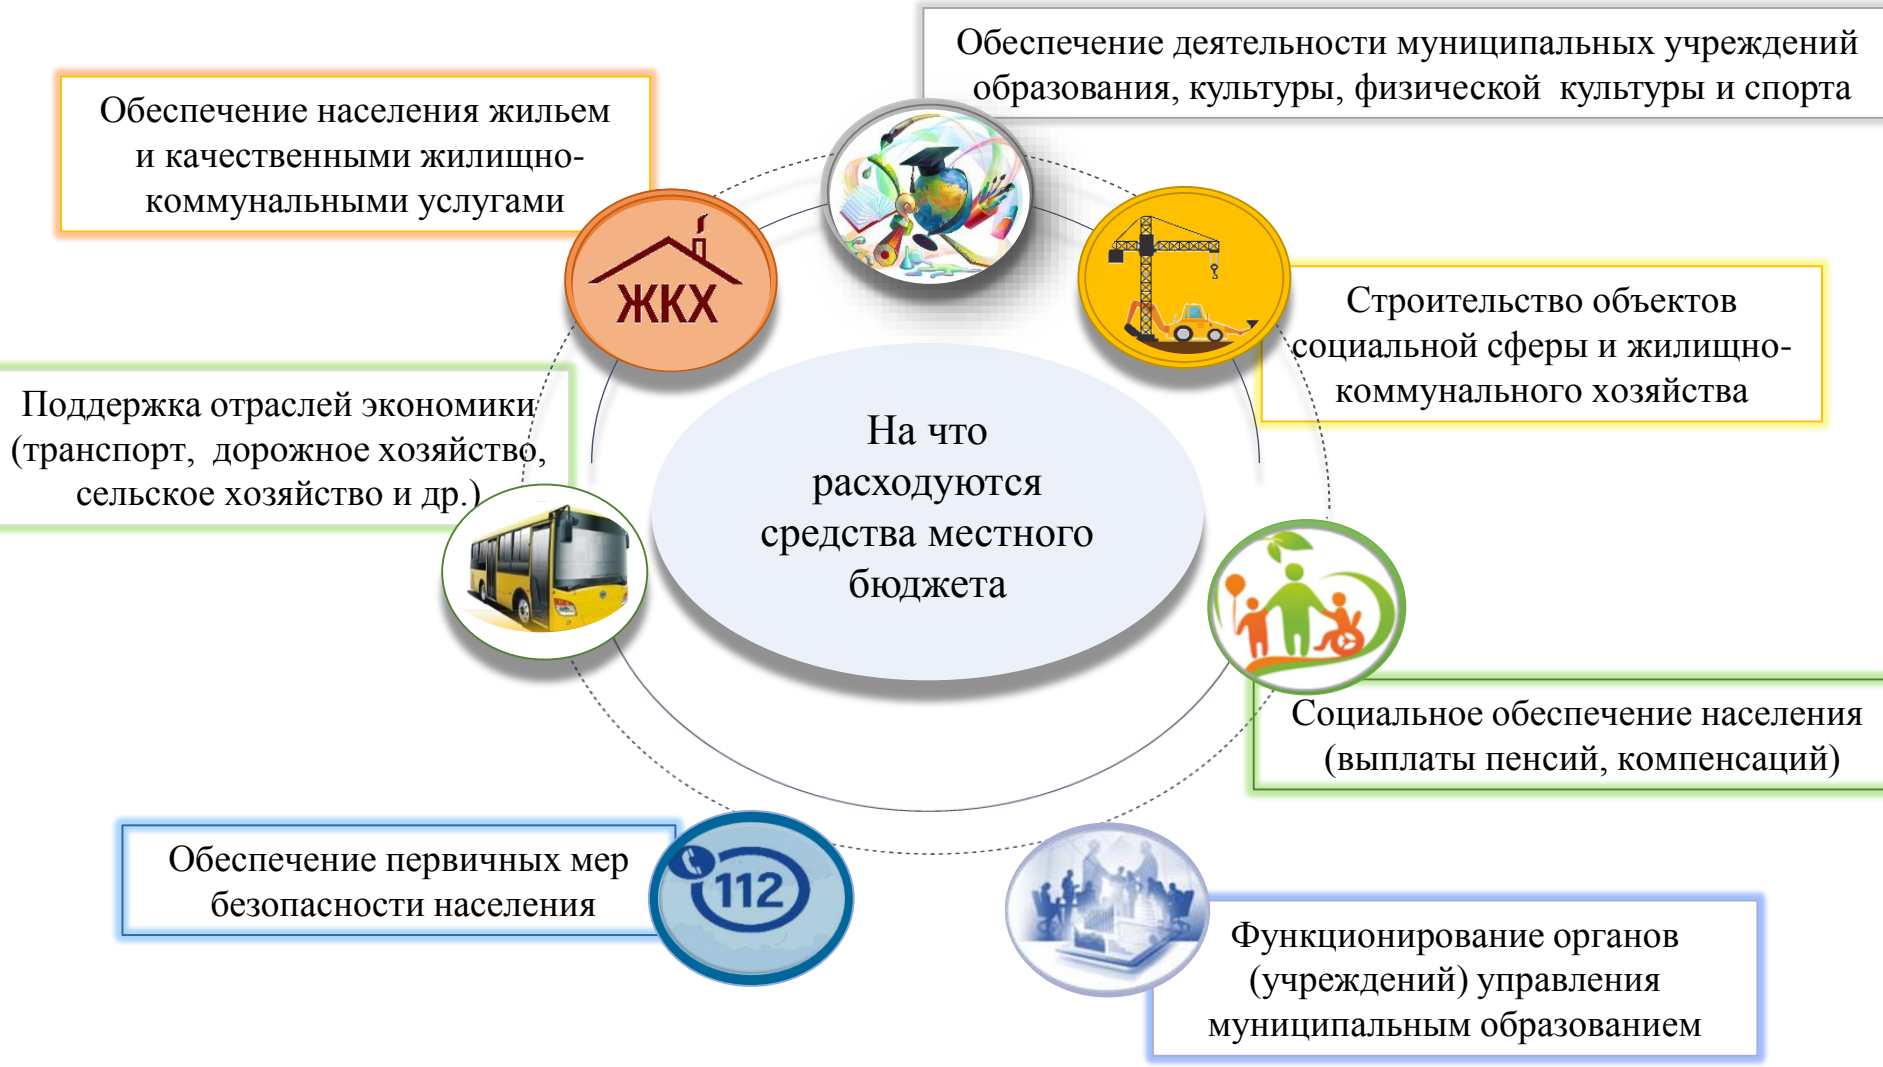 Обеспечение деятельности муниципальных учреждений
образования, культуры, физической культуры и спорта
Обеспечение населения жильем
и качественными жилищно-
коммунальными услугами
ЖКХ
Строительство объектов
социальной сферы и жилищно-
коммунального хозяйства
Поддержка отраслей экономики
(транспорт, дорожное хозяйство,
сельское хозяйство и др.)
На что
расходуются
средства местного
бюджета
Социальное обеспечение населения
(выплаты пенсий, компенсаций)
Обеспечение первичных мер
безопасности населения
112
Функционирование органов
(учреждений) управления
муниципальным образованием